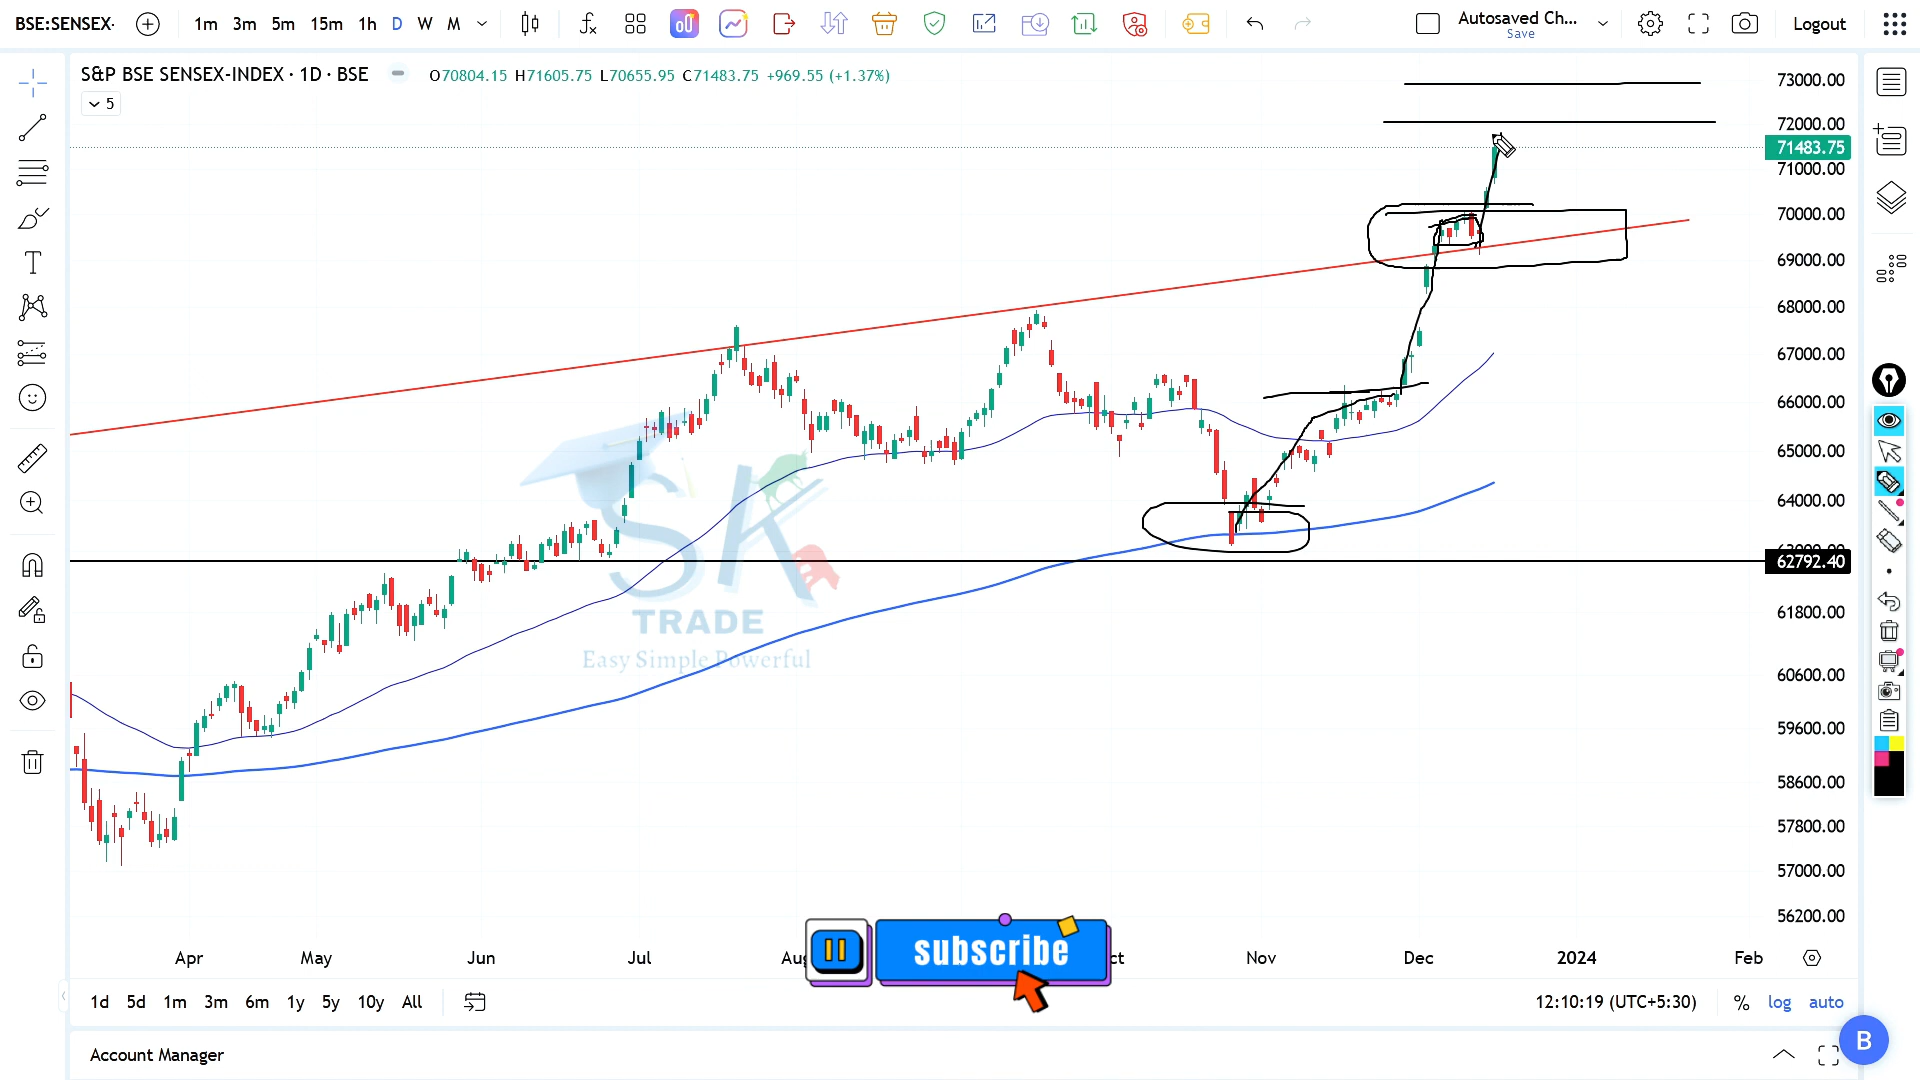 BSE:SENSEX· 1m 3m 5m 15m 1h D W M Autosaved Ch... Save Logout
S&P BSE SENSEX-INDEX · 1D · BSE O70804.15 H71605.75 L70655.95 C71483.75 +969.55 (+1.37%)
5
73000.00
72000.00
71483.75
71000.00
70000.00
69000.00
68000.00
67000.00
66000.00
65000.00
64000.00
62792.40
61800.00
60600.00
59600.00
58600.00
57800.00
57000.00
56200.00
SK
TRADE
Easy Simple Powerful
subscribe
Apr May Jun Jul Nov Dec 2024 Feb
1d 5d 1m 3m 6m 1y 5y 10y All 12:10:19 (UTC+5:30) % log auto
Account Manager
B